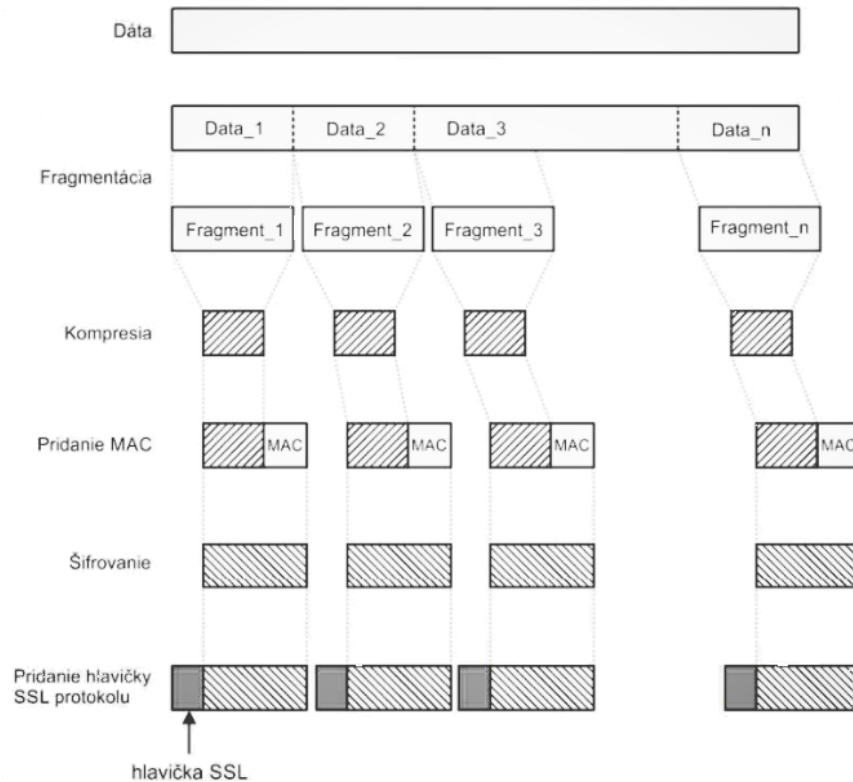 Dáta
Data_1 Data_2 Data_3 Data_n
Fragmentácia
Fragment_1 Fragment_2 Fragment_3 Fragment_n
Kompresia
Pridanie MAC
MAC MAC MAC MAC
Šifrovanie
Pridanie hlavičky
SSL protokolu
hlavička SSL